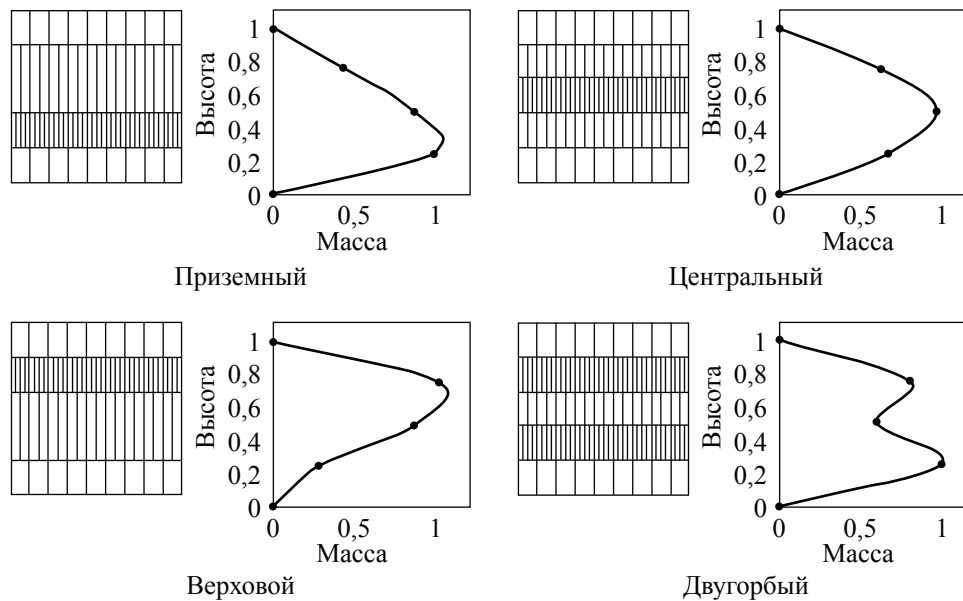 1
0,8
0,6
0,4
0,2
0
Высота
0 0,5 1
Масса
Приземный
1
0,8
0,6
0,4
0,2
0
Высота
0 0,5 1
Масса
Центральный
1
0,8
0,6
0,4
0,2
0
Высота
0 0,5 1
Масса
Верховой
1
0,8
0,6
0,4
0,2
0
Высота
0 0,5 1
Масса
Двугорбый